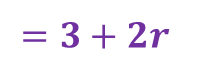 = 3 + 2r